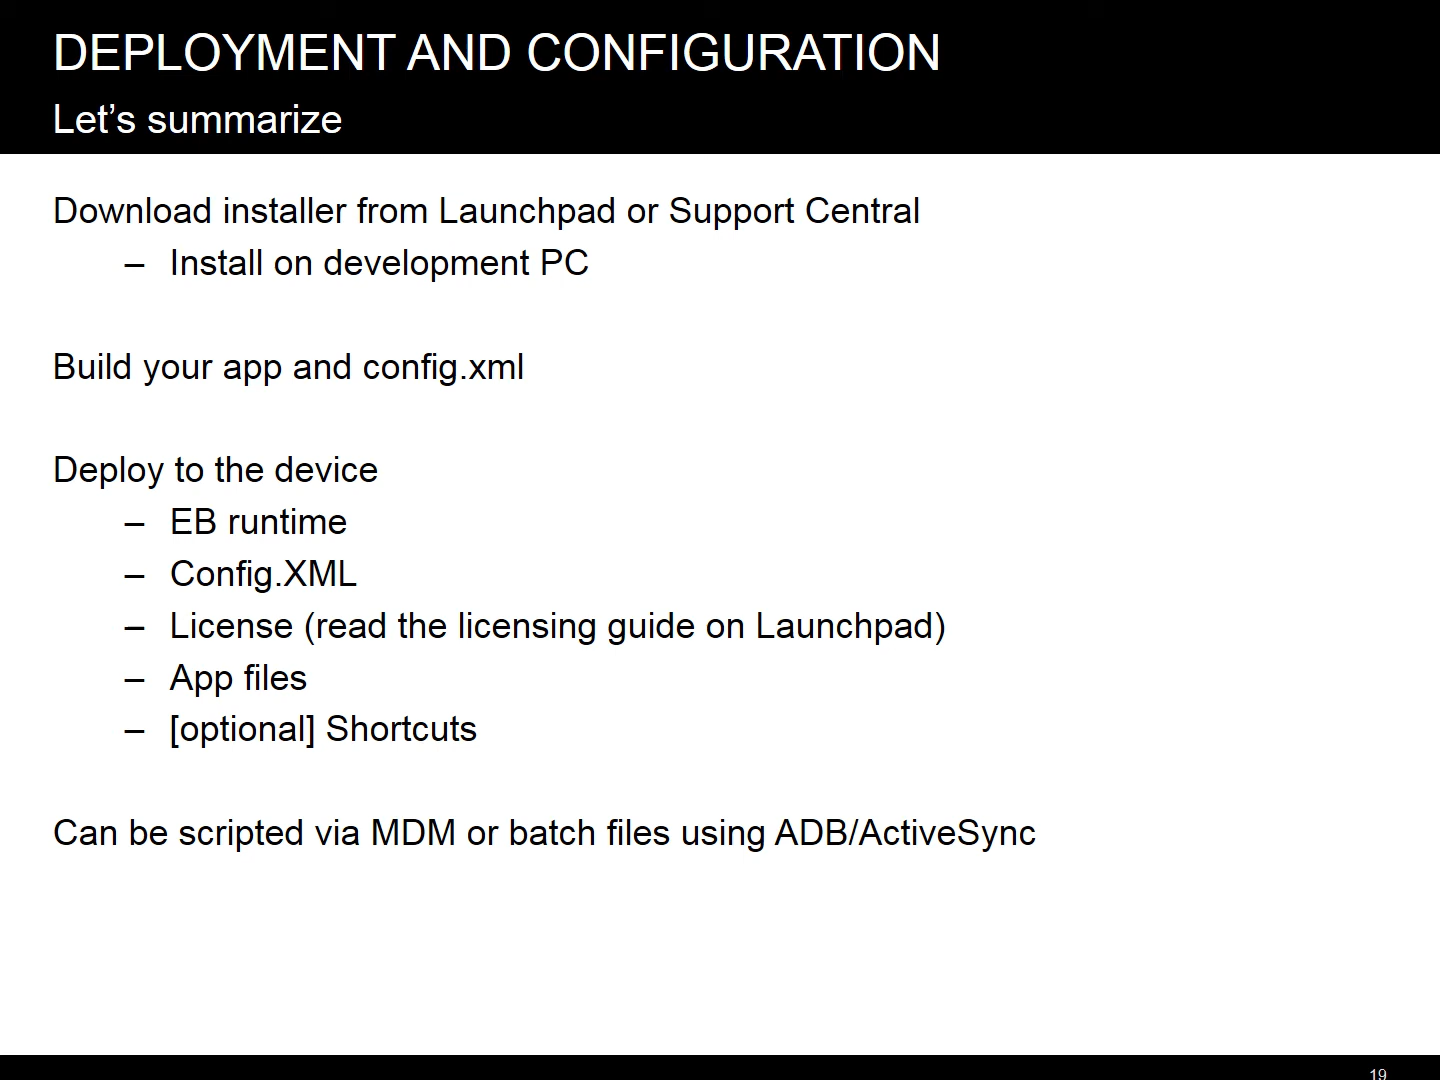 DEPLOYMENT AND CONFIGURATION
Let’s summarize
Download installer from Launchpad or Support Central
– Install on development PC
Build your app and config.xml
Deploy to the device
– EB runtime
– Config.XML
– License (read the licensing guide on Launchpad)
– App files
– [optional] Shortcuts
Can be scripted via MDM or batch files using ADB/ActiveSync
19